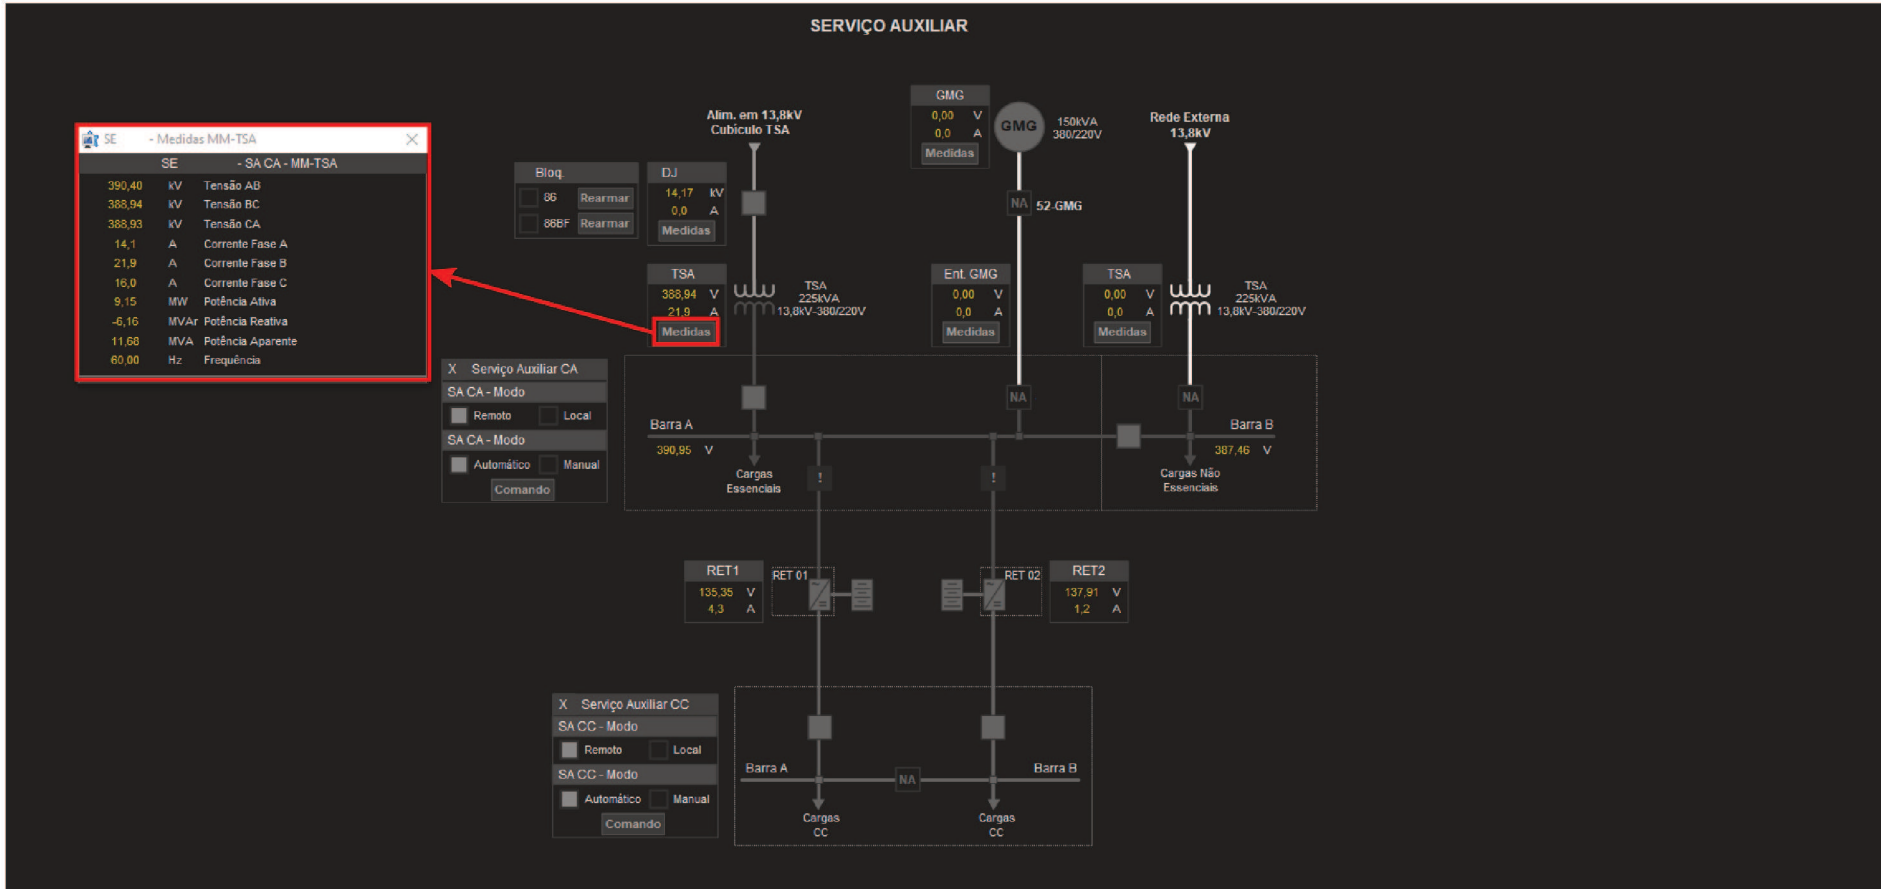 SERVIÇO AUXILIAR
SE - Medidas MM-TSA
SE - SA CA - MM-TSA
390,40 kV Tensão AB
388,94 kV Tensão BC
388,93 kV Tensão CA
14,1 A Corrente Fase A
21,9 A Corrente Fase B
16,0 A Corrente Fase C
9,15 MW Potência Ativa
-6,16 MVAr Potência Reativa
11,68 MVA Potência Aparente
60,00 Hz Frequência
Alim. em 13,8kV
Cubículo TSA
Bloq.
86 Rearmar
86BF Rearmar
DJ
14,17 kV
0,0 A
Medidas
GMG
0,00 V
0,0 A
Medidas
GMG
150kVA
380/220V
NA 52-GMG
Rede Externa
13,8kV
TSA
388,94 V
21,9 A
Medidas
TSA
225kVA
13,8kV-380/220V
Ent. GMG
0,00 V
0,0 A
Medidas
TSA
0,00 V
0,0 A
Medidas
TSA
225kVA
13,8kV-380/220V
X Serviço Auxiliar CA
SA CA - Modo
Remoto Local
SA CA - Modo
Automático Manual
Comando
NA
NA
Barra A
390,95 V
Barra B
387,46 V
Cargas
Essenciais
!
!
Cargas Não
Essenciais
RET1
135,35 V
4,3 A
RET 01
RET 02
RET2
137,91 V
1,2 A
X Serviço Auxiliar CC
SA CC - Modo
Remoto Local
SA CC - Modo
Automático Manual
Comando
Barra A
NA
Barra B
Cargas
CC
Cargas
CC